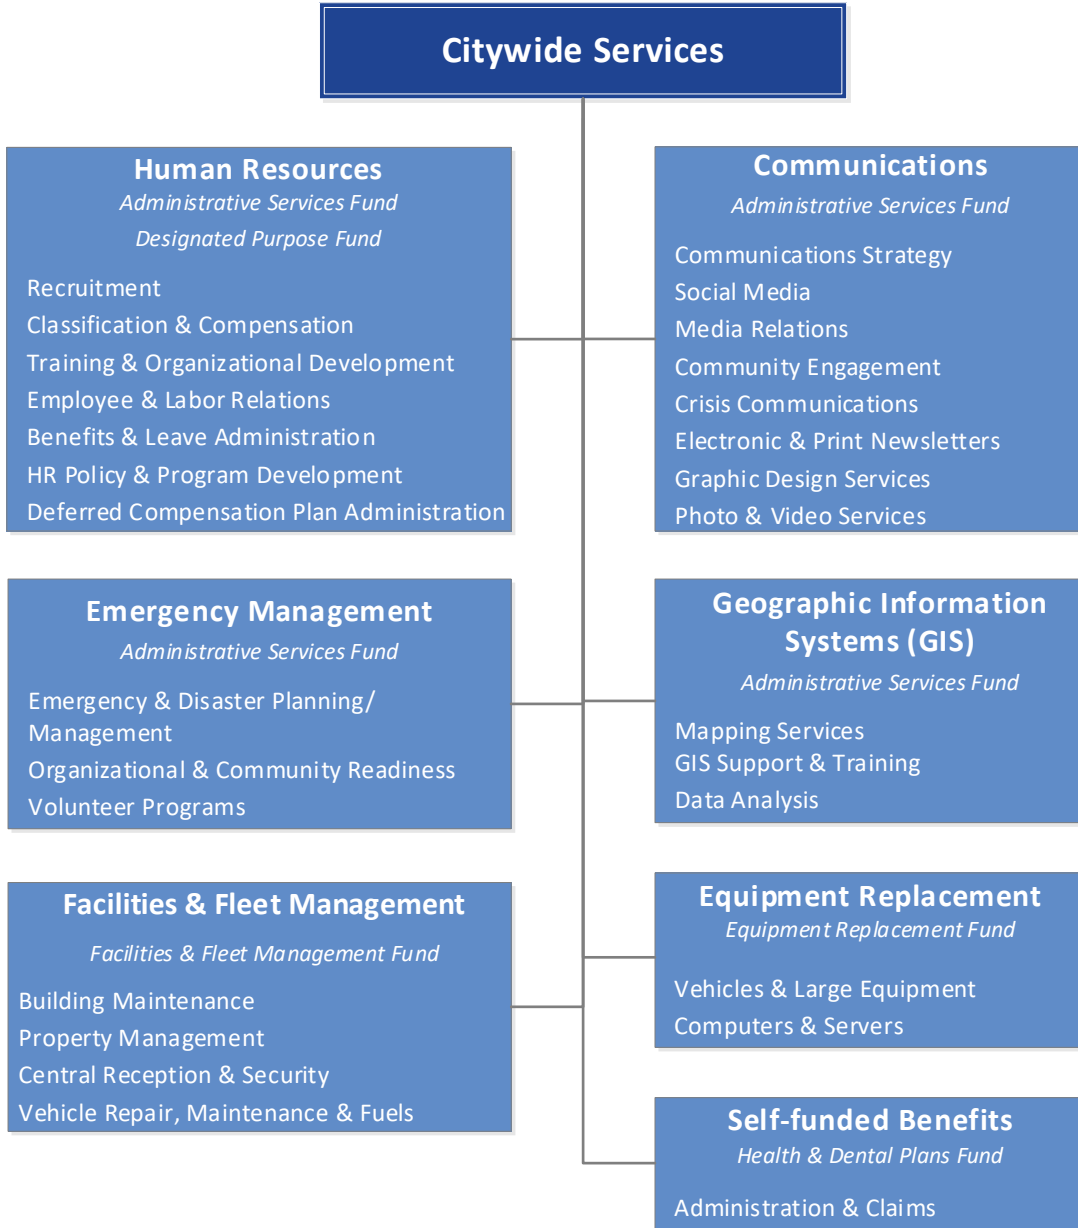 Citywide Services
Human Resources
Administrative Services Fund
Designated Purpose Fund
Recruitment
Classification & Compensation
Training & Organizational Development
Employee & Labor Relations
Benefits & Leave Administration
HR Policy & Program Development
Deferred Compensation Plan Administration
Communications
Administrative Services Fund
Communications Strategy
Social Media
Media Relations
Community Engagement
Crisis Communications
Electronic & Print Newsletters
Graphic Design Services
Photo & Video Services
Emergency Management
Administrative Services Fund
Emergency & Disaster Planning/
Management
Organizational & Community Readiness
Volunteer Programs
Geographic Information
Systems (GIS)
Administrative Services Fund
Mapping Services
GIS Support & Training
Data Analysis
Facilities & Fleet Management
Facilities & Fleet Management Fund
Building Maintenance
Property Management
Central Reception & Security
Vehicle Repair, Maintenance & Fuels
Equipment Replacement
Equipment Replacement Fund
Vehicles & Large Equipment
Computers & Servers
Self-funded Benefits
Health & Dental Plans Fund
Administration & Claims